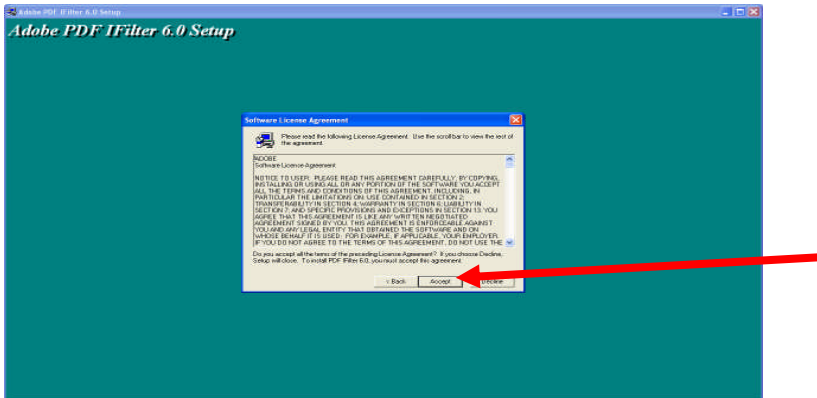 Adobe PDF IFilter 6.0 Setup
Adobe PDF IFilter 6.0 Setup
Software License Agreement
Please read the following License Agreement. Use the scroll bar to view the rest of
the agreement.
ADOBE
Software License Agreement
NOTICE TO USER: PLEASE READ THIS AGREEMENT CAREFULLY. BY COPYING,
INSTALLING OR USING ALL OR ANY PORTION OF THE SOFTWARE YOU ACCEPT
ALL THE TERMS AND CONDITIONS OF THIS AGREEMENT, INCLUDING, IN
PARTICULAR THE LIMITATIONS ON: USE CONTAINED IN SECTION 2;
TRANSFERABILITY IN SECTION 4; WARRANTY IN SECTION 6; LIABILITY IN
SECTION 7; AND SPECIFIC PROVISIONS AND EXCEPTIONS IN SECTION 13. YOU
AGREE THAT THIS AGREEMENT IS LIKE ANY WRITTEN NEGOTIATED
AGREEMENT SIGNED BY YOU. THIS AGREEMENT IS ENFORCEABLE AGAINST
YOU AND ANY LEGAL ENTITY THAT OBTAINED THE SOFTWARE AND ON
WHOSE BEHALF IT IS USED: FOR EXAMPLE, IF APPLICABLE, YOUR EMPLOYER.
IF YOU DO NOT AGREE TO THE TERMS OF THIS AGREEMENT, DO NOT USE THE
Do you accept all the terms of the preceding License Agreement? If you choose Decline,
Setup will close. To install PDF IFilter 6.0, you must accept this agreement.
< Back Accept Decline